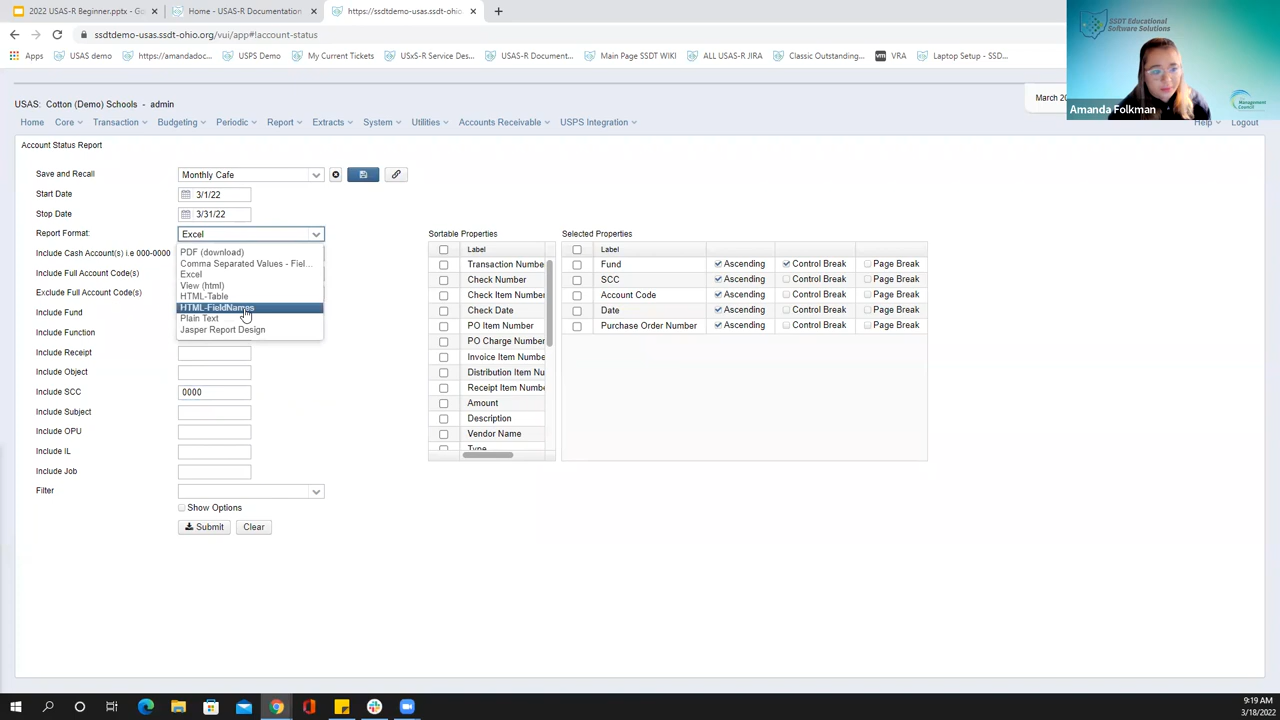 2022 USAS-R Beginner.pptx - Go
Home - USAS-R Documentation
https://ssdtdemo-usas.ssdt-ohio
ssdtdemo-usas.ssdt-ohio.org/vui/app#!account-status
Apps
USAS demo
https://amandadoc...
USPS Demo
My Current Tickets
USxS-R Service Des...
USAS-R Document...
Main Page SSDT WIKI
ALL USAS-R JIRA
Classic Outstanding...
vm VRA
Laptop Setup - SSD...
SSDT Educational
Software Solutions
Management
Council
Amanda Folkman
USAS: Cotton (Demo) Schools - admin
March 20
Home Core Transaction Budgeting Periodic Report Extracts System Utilities Accounts Receivable USPS Integration Help Logout
Account Status Report
Save and Recall Monthly Cafe
Start Date 3/1/22
Stop Date 3/31/22
Report Format: Excel
PDF (download)
Comma Separated Values - Fiel...
Excel
View (html)
HTML-Table
HTML-FieldNames
Plain Text
Jasper Report Design
Include Cash Account(s) i.e 000-0000
Include Full Account Code(s)
Exclude Full Account Code(s)
Include Fund
Include Function
Include Receipt
Include Object
Include SCC 0000
Include Subject
Include OPU
Include IL
Include Job
Filter
Show Options
Submit Clear
Sortable Properties
Label
Transaction Numbe
Check Number
Check Item Number
Check Date
PO Item Number
PO Charge Number
Invoice Item Number
Distribution Item Nu
Receipt Item Numbe
Amount
Description
Vendor Name
Type
Selected Properties
Label
Fund Ascending Control Break Page Break
SCC Ascending Control Break Page Break
Account Code Ascending Control Break Page Break
Date Ascending Control Break Page Break
Purchase Order Number Ascending Control Break Page Break
9:19 AM
3/18/2022